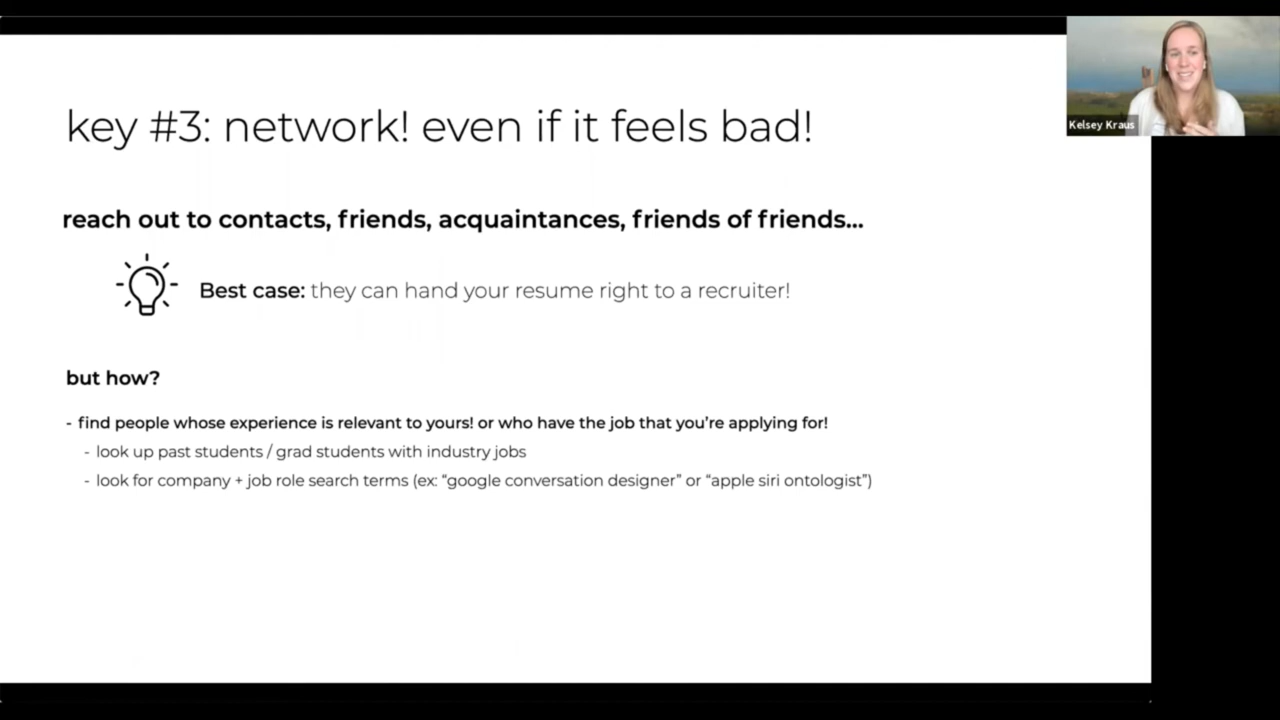 key #3: network! even if it feels bad!
Kelsey Kraus
reach out to contacts, friends, acquaintances, friends of friends...
Best case: they can hand your resume right to a recruiter!
but how?
- find people whose experience is relevant to yours! or who have the job that you're applying for!
- look up past students / grad students with industry jobs
- look for company + job role search terms (ex: “google conversation designer” or “apple siri ontologist”)